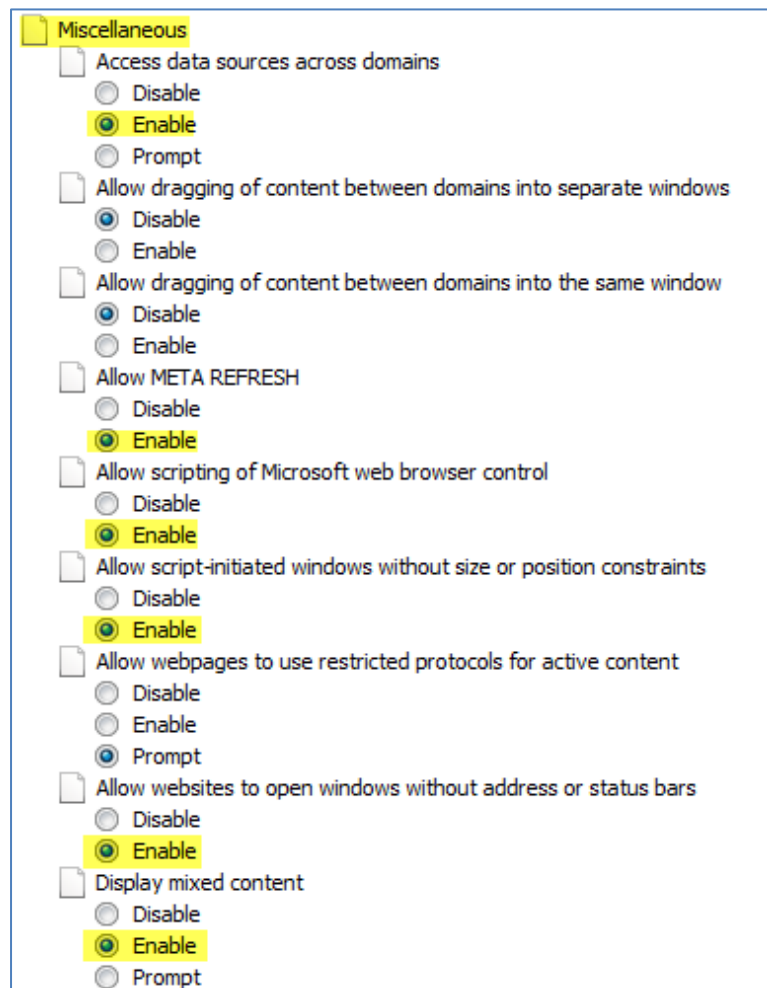 Miscellaneous
Access data sources across domains
Disable
Enable
Prompt
Allow dragging of content between domains into separate windows
Disable
Enable
Allow dragging of content between domains into the same window
Disable
Enable
Allow META REFRESH
Disable
Enable
Allow scripting of Microsoft web browser control
Disable
Enable
Allow script-initiated windows without size or position constraints
Disable
Enable
Allow webpages to use restricted protocols for active content
Disable
Enable
Prompt
Allow websites to open windows without address or status bars
Disable
Enable
Display mixed content
Disable
Enable
Prompt